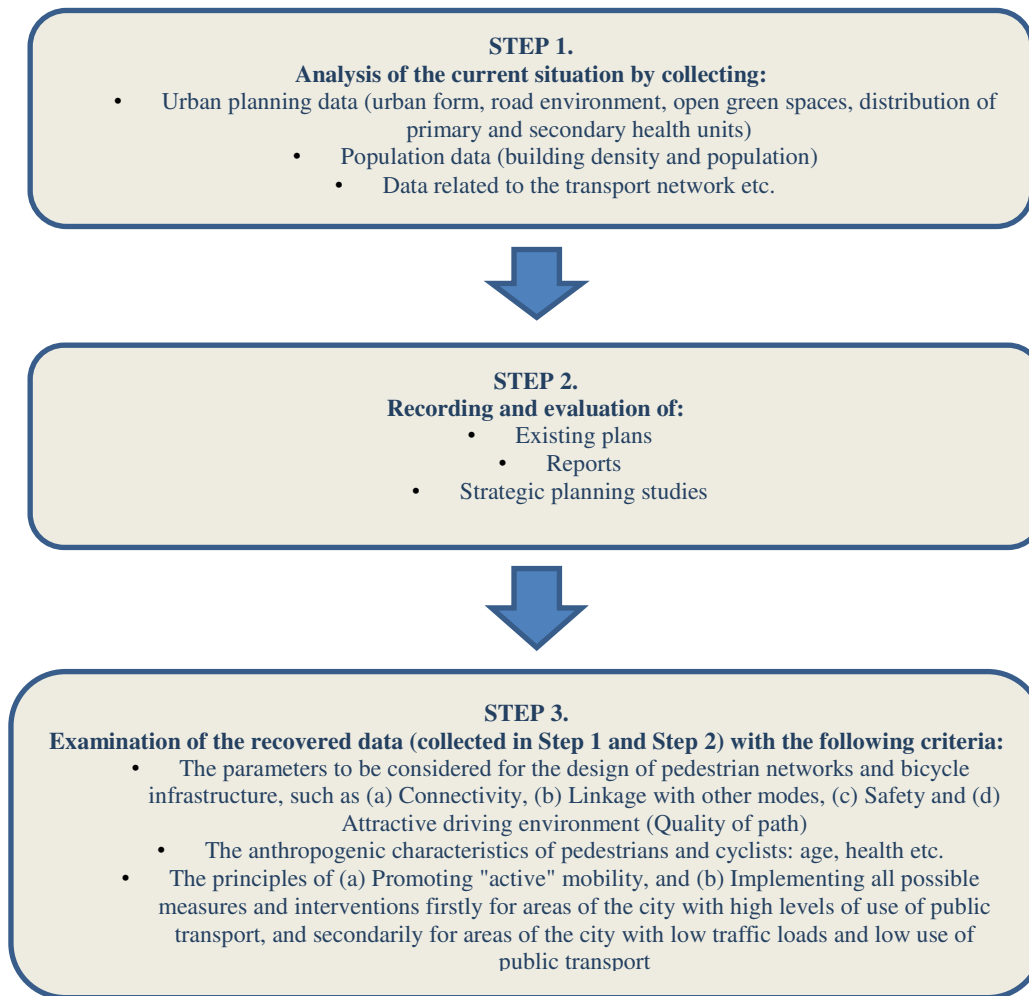 STEP 1.
Analysis of the current situation by collecting:
• Urban planning data (urban form, road environment, open green spaces, distribution of
primary and secondary health units)
• Population data (building density and population)
• Data related to the transport network etc.
STEP 2.
Recording and evaluation of:
• Existing plans
• Reports
• Strategic planning studies
STEP 3.
Examination of the recovered data (collected in Step 1 and Step 2) with the following criteria:
• The parameters to be considered for the design of pedestrian networks and bicycle
infrastructure, such as (a) Connectivity, (b) Linkage with other modes, (c) Safety and (d)
Attractive driving environment (Quality of path)
• The anthropogenic characteristics of pedestrians and cyclists: age, health etc.
• The principles of (a) Promoting "active" mobility, and (b) Implementing all possible
measures and interventions firstly for areas of the city with high levels of use of public
transport, and secondarily for areas of the city with low traffic loads and low use of
public transport